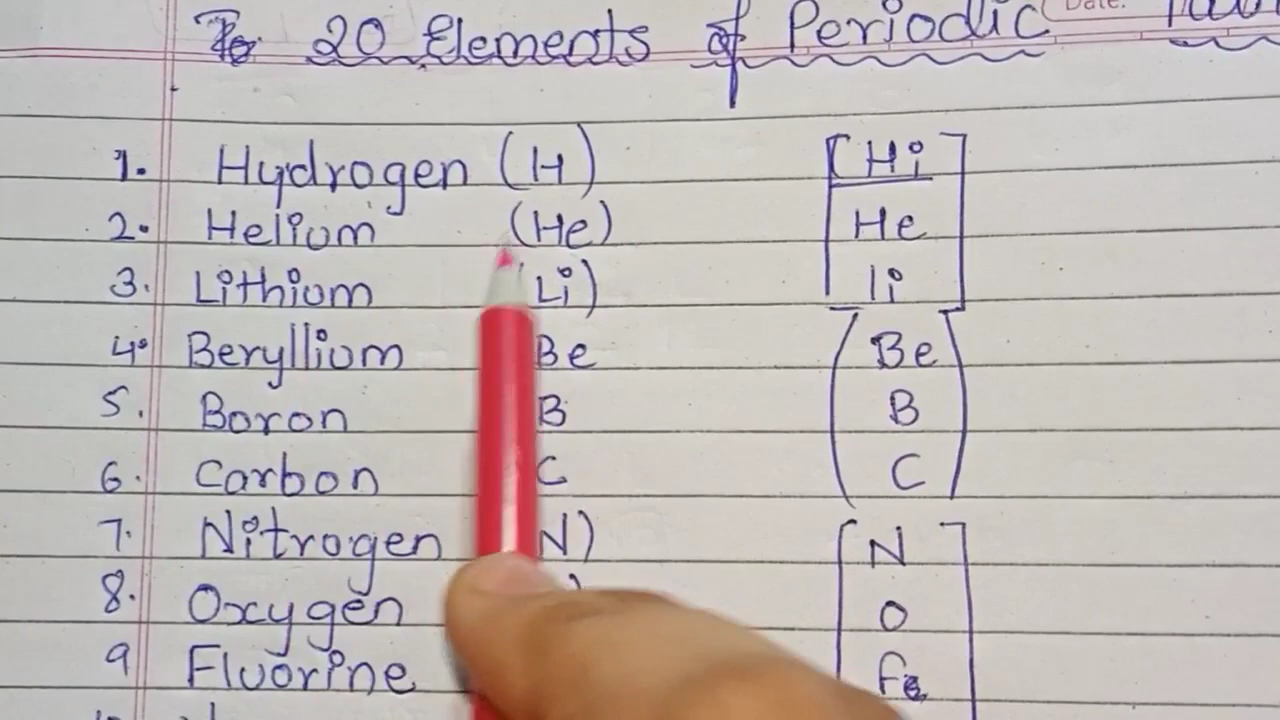 20 Elements of Periodic
Date.
1. Hydrogen (H) [Hi]
2. Helium (He) He
3. Lithium Li) li
4. Beryllium Be Be
5. Boron B B
6. Carbon C C
7. Nitrogen N) N
8. Oxygen ) O
9 Fluorine F